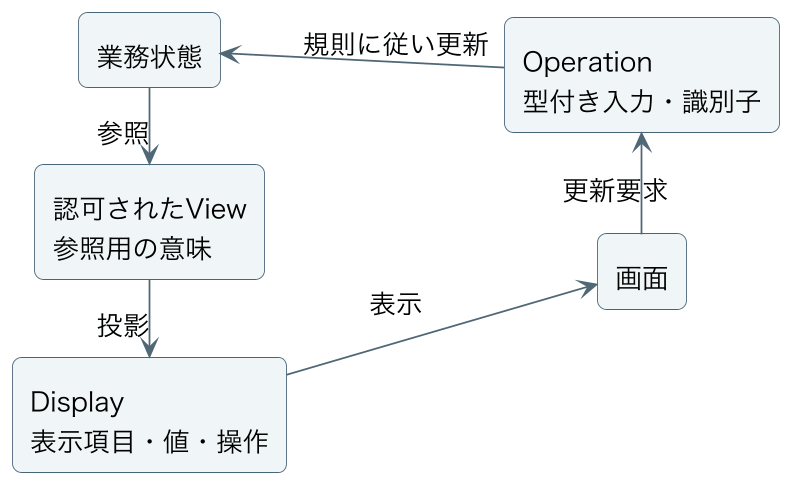 業務状態
規則に従い更新
Operation
型付き入力・識別子
参照
更新要求
認可されたView
参照用の意味
画面
表示
投影
Display
表示項目・値・操作